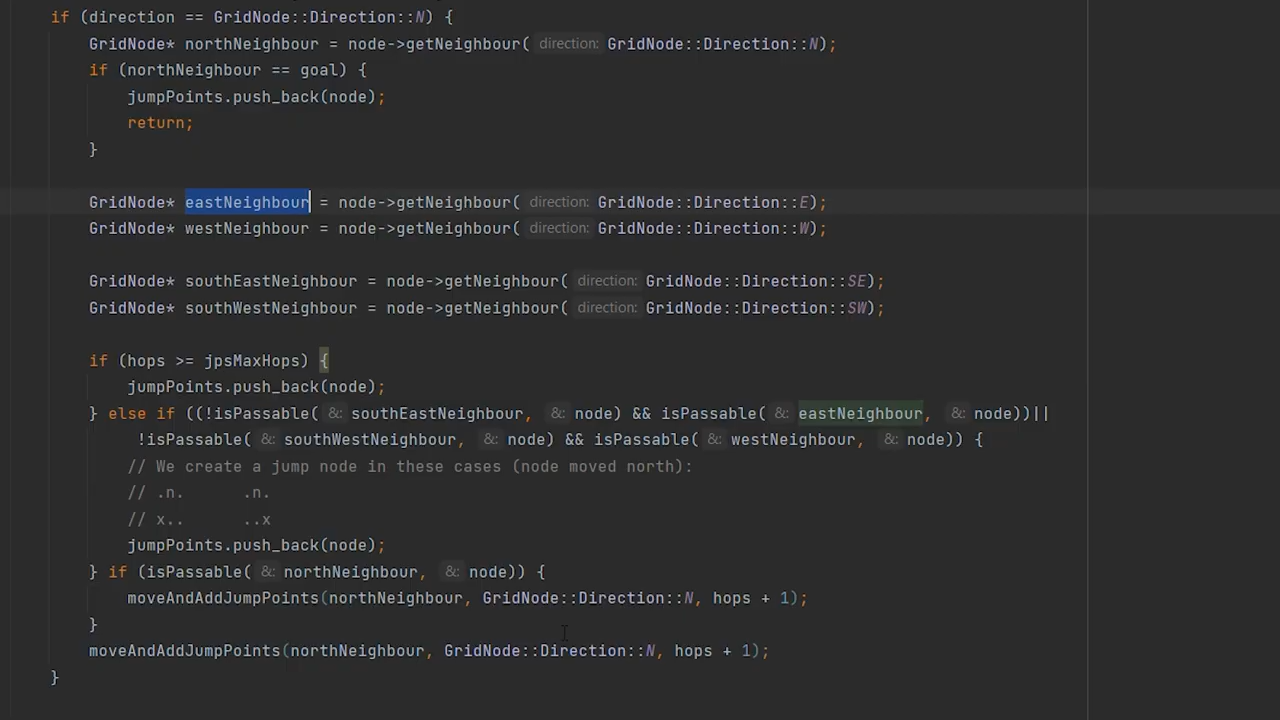 if (direction == GridNode::Direction::N) {
GridNode* northNeighbour = node->getNeighbour( direction: GridNode::Direction::N);
if (northNeighbour == goal) {
jumpPoints.push_back(node);
return;
}
GridNode* eastNeighbour = node->getNeighbour( direction: GridNode::Direction::E);
GridNode* westNeighbour = node->getNeighbour( direction: GridNode::Direction::W);
GridNode* southEastNeighbour = node->getNeighbour( direction: GridNode::Direction::SE);
GridNode* southWestNeighbour = node->getNeighbour( direction: GridNode::Direction::SW);
if (hops >= jpsMaxHops) {
jumpPoints.push_back(node);
} else if ((!isPassable( &: southEastNeighbour, &: node) && isPassable( &: eastNeighbour, &: node))||
!isPassable( &: southWestNeighbour, &: node) && isPassable( &: westNeighbour, &: node)) {
// We create a jump node in these cases (node moved north):
// .n. .n.
// x.. ..x
jumpPoints.push_back(node);
} if (isPassable( &: northNeighbour, &: node)) {
moveAndAddJumpPoints(northNeighbour, GridNode::Direction::N, hops + 1);
}
moveAndAddJumpPoints(northNeighbour, GridNode::Direction::N, hops + 1);
}